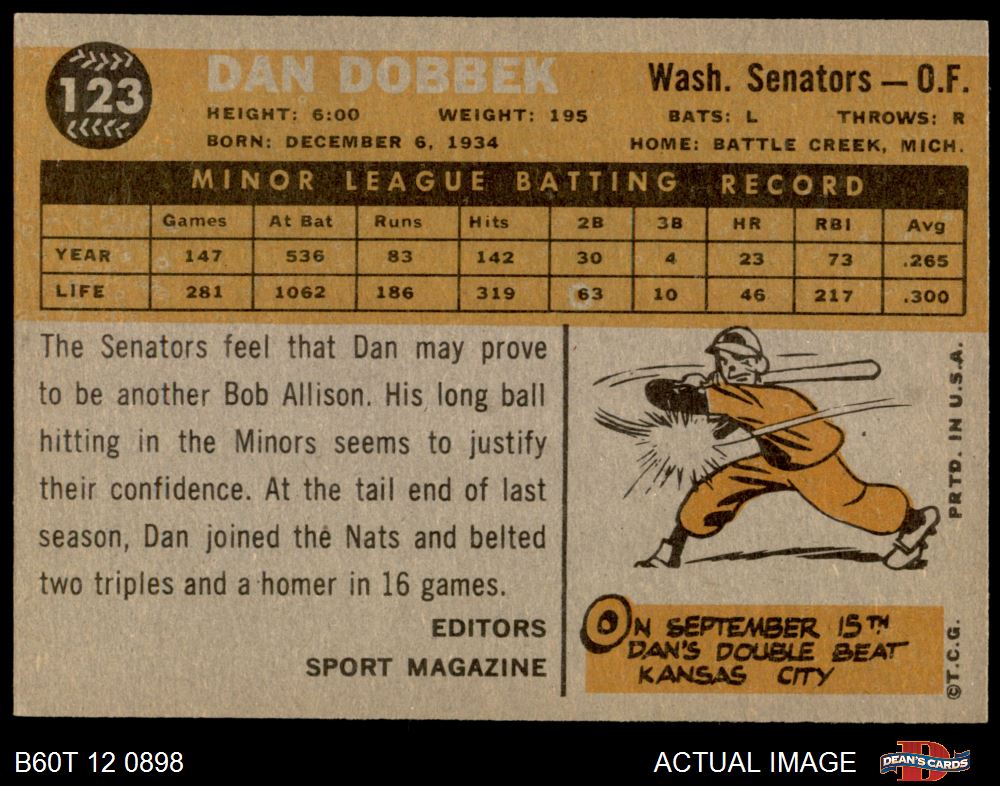 123
DAN DOBBEK
Wash. Senators — O.F.
HEIGHT: 6:00 WEIGHT: 195 BATS: L THROWS: R
BORN: DECEMBER 6, 1934 HOME: BATTLE CREEK, MICH.
MINOR LEAGUE BATTING RECORD
Games At Bat Runs Hits 2B 3B HR RBI Avg
YEAR 147 536 83 142 30 4 23 73 .265
LIFE 281 1062 186 319 63 10 46 217 .300
The Senators feel that Dan may prove
to be another Bob Allison. His long ball
hitting in the Minors seems to justify
their confidence. At the tail end of last
season, Dan joined the Nats and belted
two triples and a homer in 16 games.
EDITORS
SPORT MAGAZINE
ON SEPTEMBER 15TH
DAN'S DOUBLE BEAT
KANSAS CITY
PRTD. IN U.S.A.
©T.C.G.
B60T 12 0898
ACTUAL IMAGE
D
DEAN'S CARDS